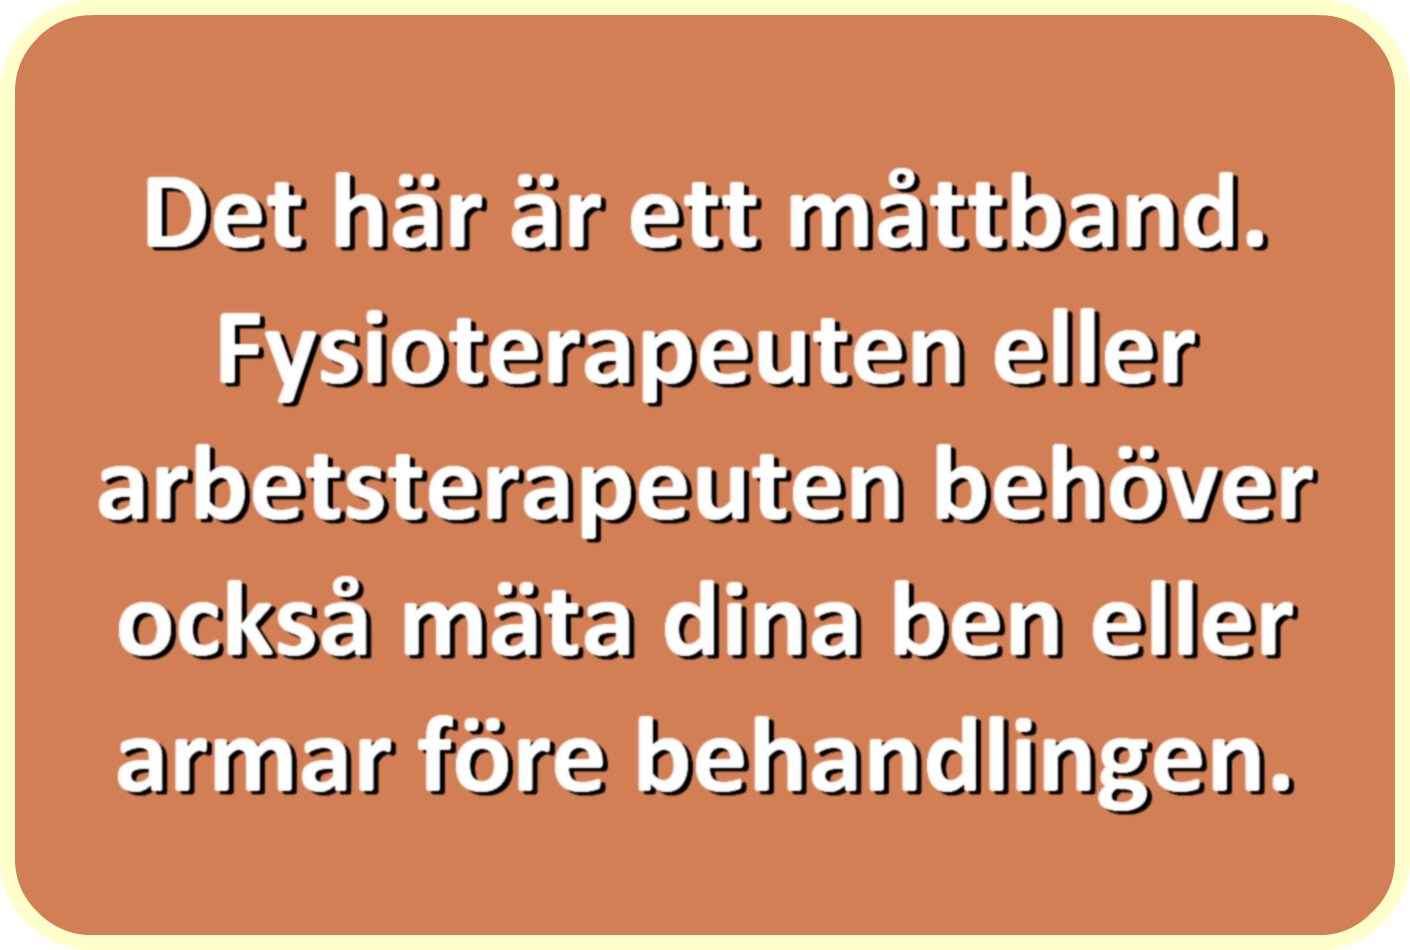 Det här är ett måttband.
Fysioterapeuten eller
arbetsterapeuten behöver
också mäta dina ben eller
armar före behandlingen.